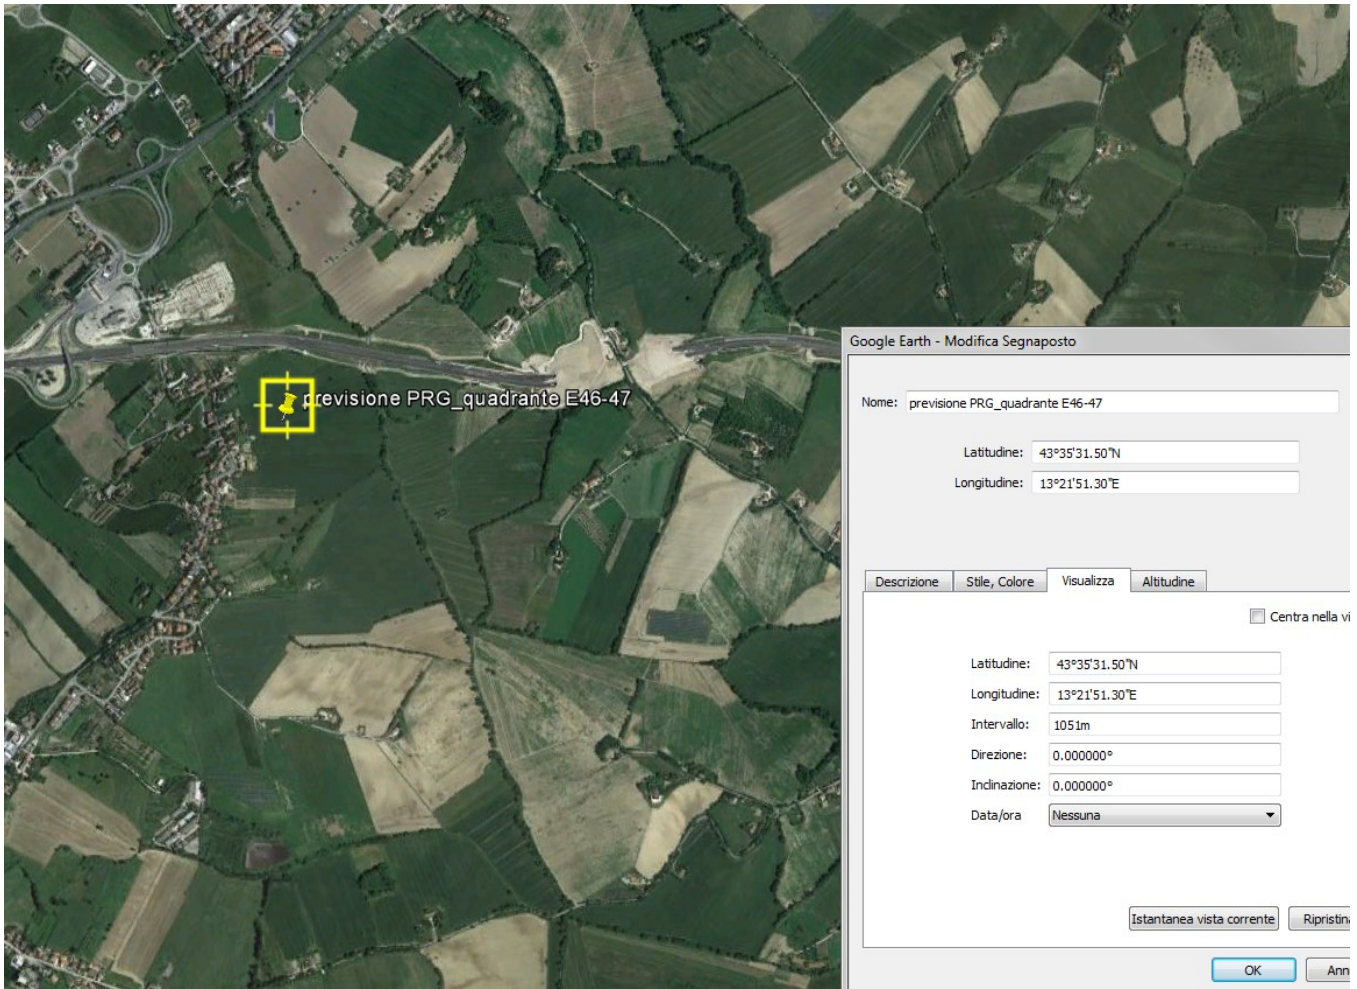 Google Earth - Modifica Segnaposto
previsione PRG_quadrante E46-47
Nome: previsione PRG_quadrante E46-47
Latitudine: 43°35'31.50"N
Longitudine: 13°21'51.30"E
Descrizione Stile, Colore Visualizza Altitudine
Centra nella vi
Latitudine: 43°35'31.50"N
Longitudine: 13°21'51.30"E
Intervallo: 1051m
Direzione: 0.000000°
Inclinazione: 0.000000°
Data/ora Nessuna
Istantanea vista corrente Ripristina
OK Ann